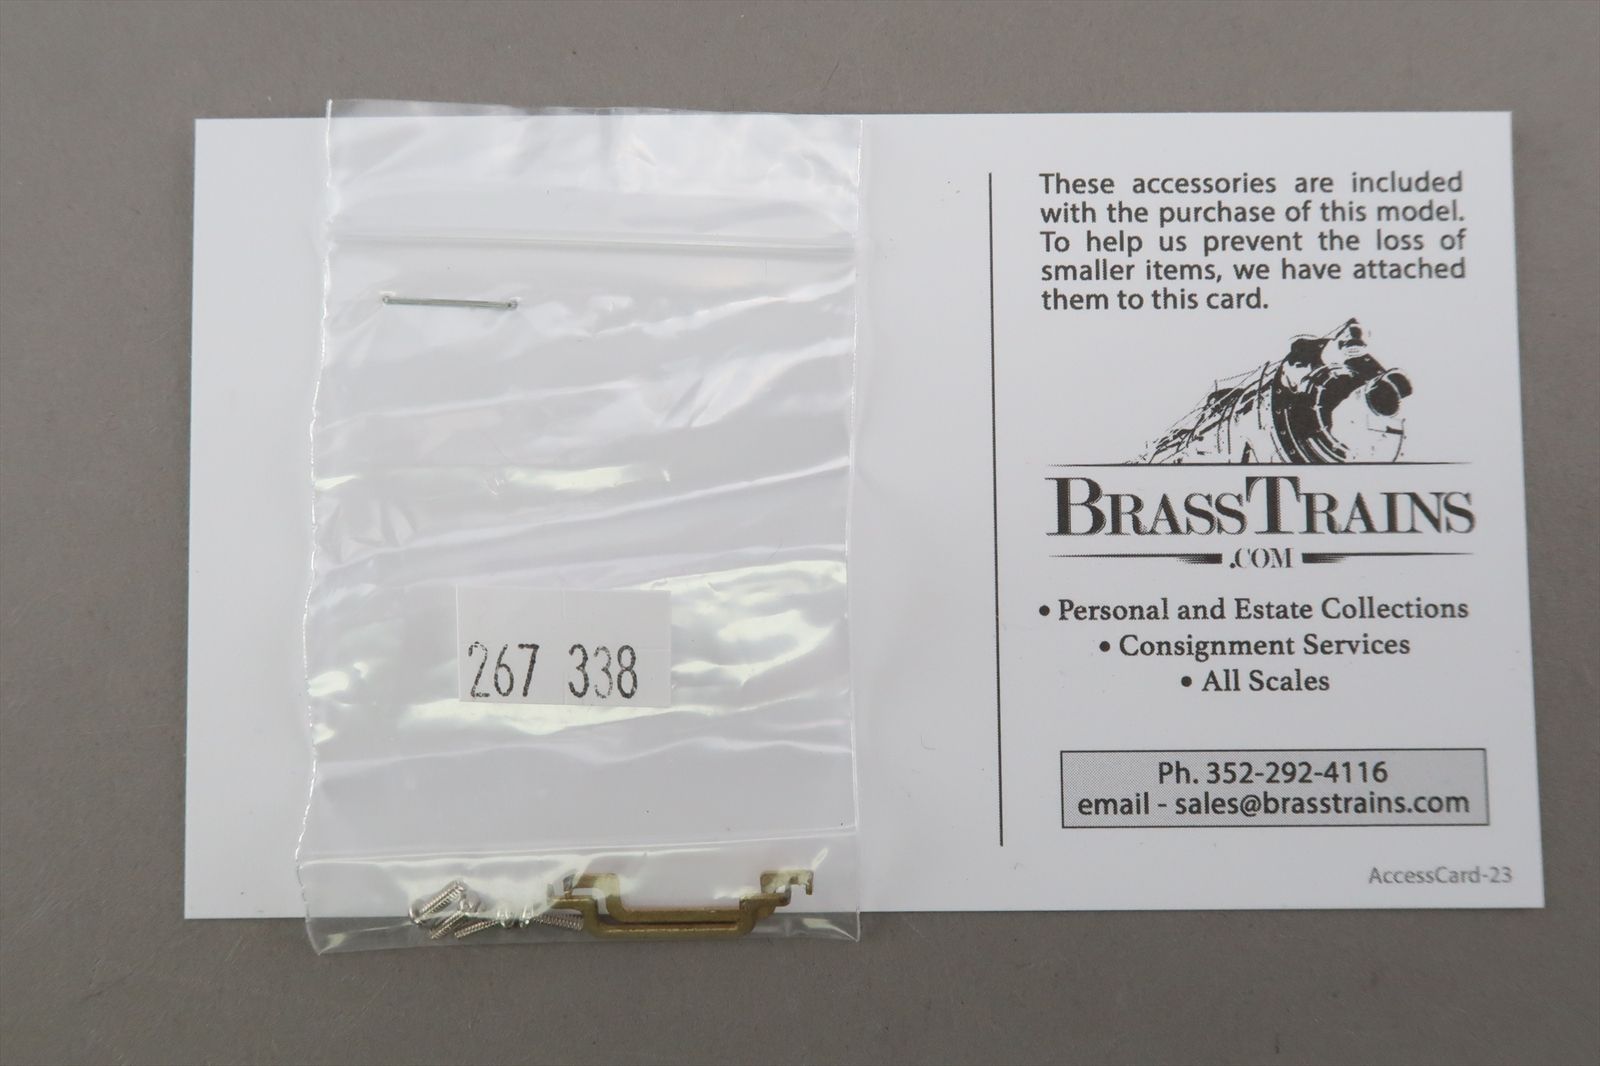 These accessories are included
with the purchase of this model.
To help us prevent the loss of
smaller items, we have attached
them to this card.
BRASSTRAINS
.COM
• Personal and Estate Collections
• Consignment Services
• All Scales
Ph. 352-292-4116
email - sales@brasstrains.com
AccessCard-23
267 338